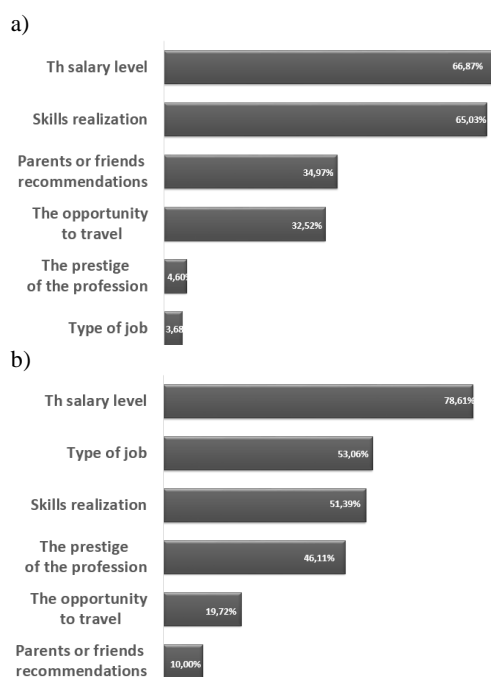 a)
Th salary level
66,87%
Skills realization
65,03%
Parents or friends
recommendations
34,97%
The opportunity
to travel
32,52%
The prestige
of the profession
4,60%
Type of job
3,68
b)
Th salary level
78,61%
Type of job
53,06%
Skills realization
51,39%
The prestige
of the profession
46,11%
The opportunity
to travel
19,72%
Parents or friends
recommendations
10,00%